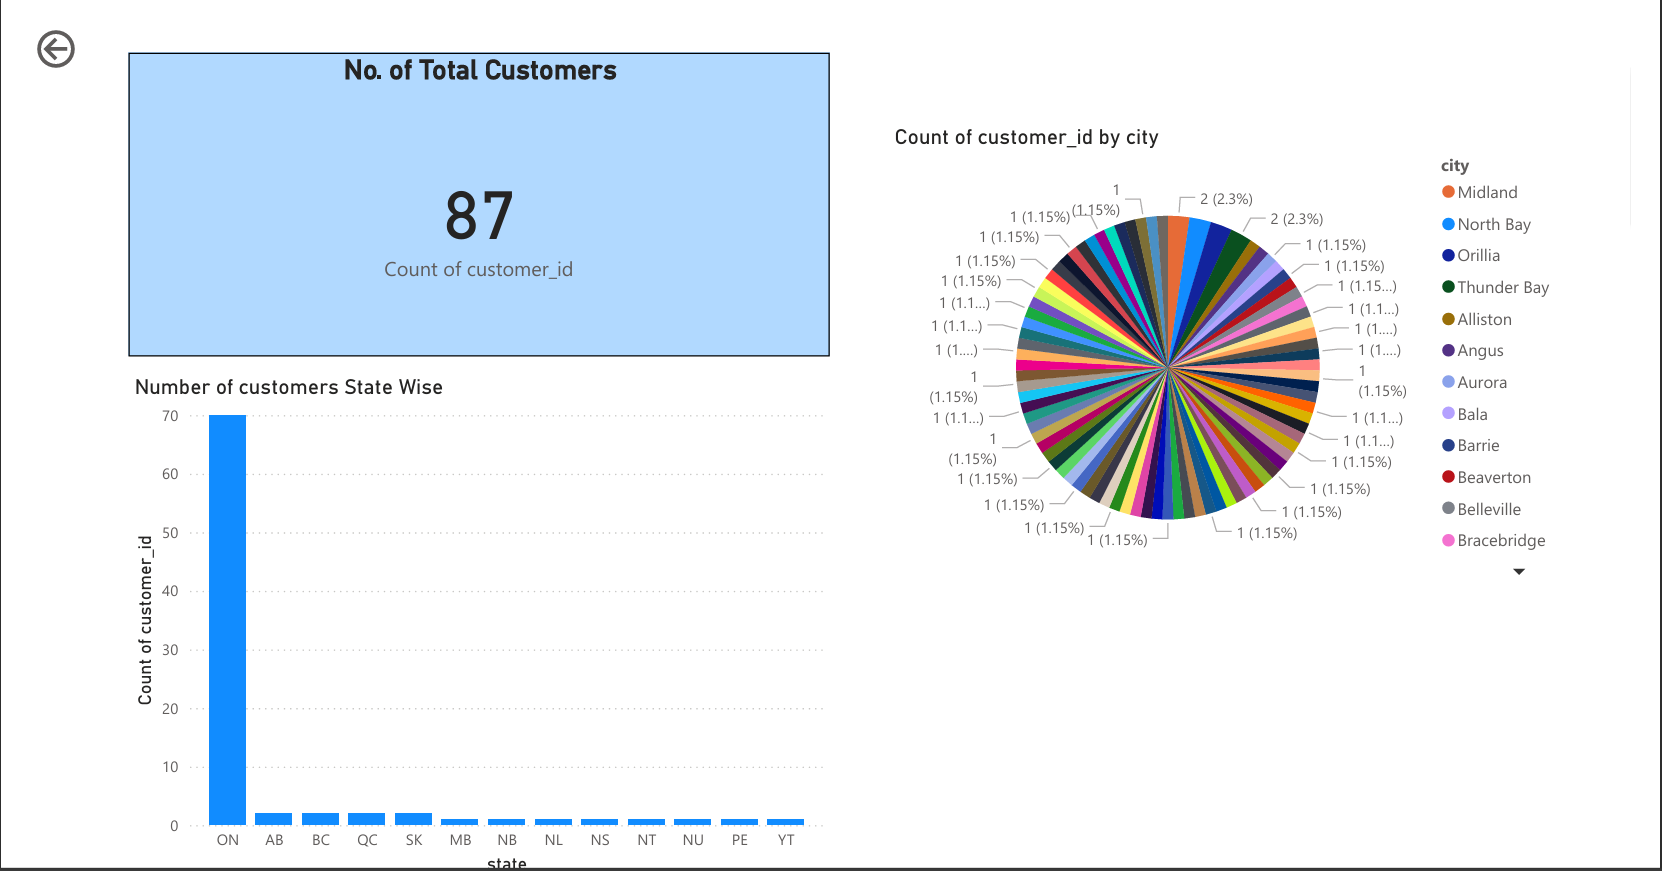 No. of Total Customers
87
Count of customer_id
Number of customers State Wise
Count of customer_id
70
60
50
40
30
20
10
0
ON AB BC QC SK MB NB NL NS NT NU PE YT
state
Count of customer_id by city
2 (2.3%)
2 (2.3%)
1 (1.15%)
1 (1.15%)
1 (1.15...)
1 (1.1...)
1 (1....)
1 (1....)
1
(1.15%)
1 (1.1...)
1 (1.1...)
1 (1.15%)
1 (1.15%)
1 (1.15%)
1 (1.15%)
1 (1.15%)
1 (1.15%)
1 (1.15%)
1 (1.15%)
1
(1.15%)
1 (1.1...)
1
(1.15%)
1 (1....)
1 (1.1...)
1 (1.1...)
1 (1.15%)
1 (1.15%)
1 (1.15%)
1 (1.15%)
1
(1.15%)
city
Midland
North Bay
Orillia
Thunder Bay
Alliston
Angus
Aurora
Bala
Barrie
Beaverton
Belleville
Bracebridge